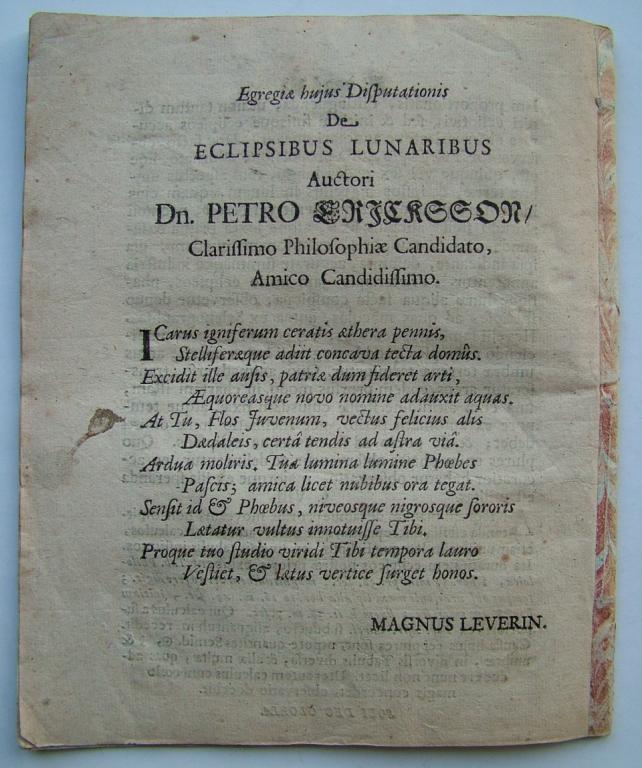 Egregiæ hujus Diſputationis
De
ECLIPSIBUS LUNARIBUS
Auctori
Dn. PETRO ERICKSSON/
Clariſſimo Philoſophiæ Candidato,
Amico Candidiſſimo.
ICarus igniferum ceratis æthera pennis,
Stelliferæque adiit concava tecta domûs.
Excidit ille auſis, patriæ dum fideret arti,
Æquoreasque novo nomine adauxit aquas.
At Tu, Flos Juvenum, vectus felicius alis
Dædaleis, certâ tendis ad aſtra viâ.
Ardua moliris. Tua lumina lumine Phœbes
Paſcis; amica licet nubibus ora tegat.
Senſit id & Phœbus, niveosque nigrosque ſororis
Lætatur vultus innotuiſſe Tibi.
Proque tuo ſtudio viridi Tibi tempora lauro
Veſtiet, & lætus vertice ſurget honos.
MAGNUS LEVERIN.